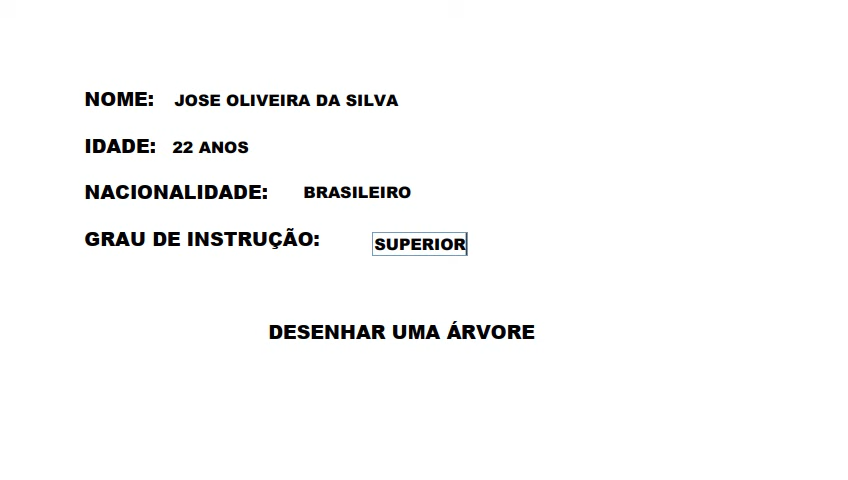 NOME: JOSE OLIVEIRA DA SILVA
IDADE: 22 ANOS
NACIONALIDADE: BRASILEIRO
GRAU DE INSTRUÇÃO: SUPERIOR
DESENHAR UMA ÁRVORE